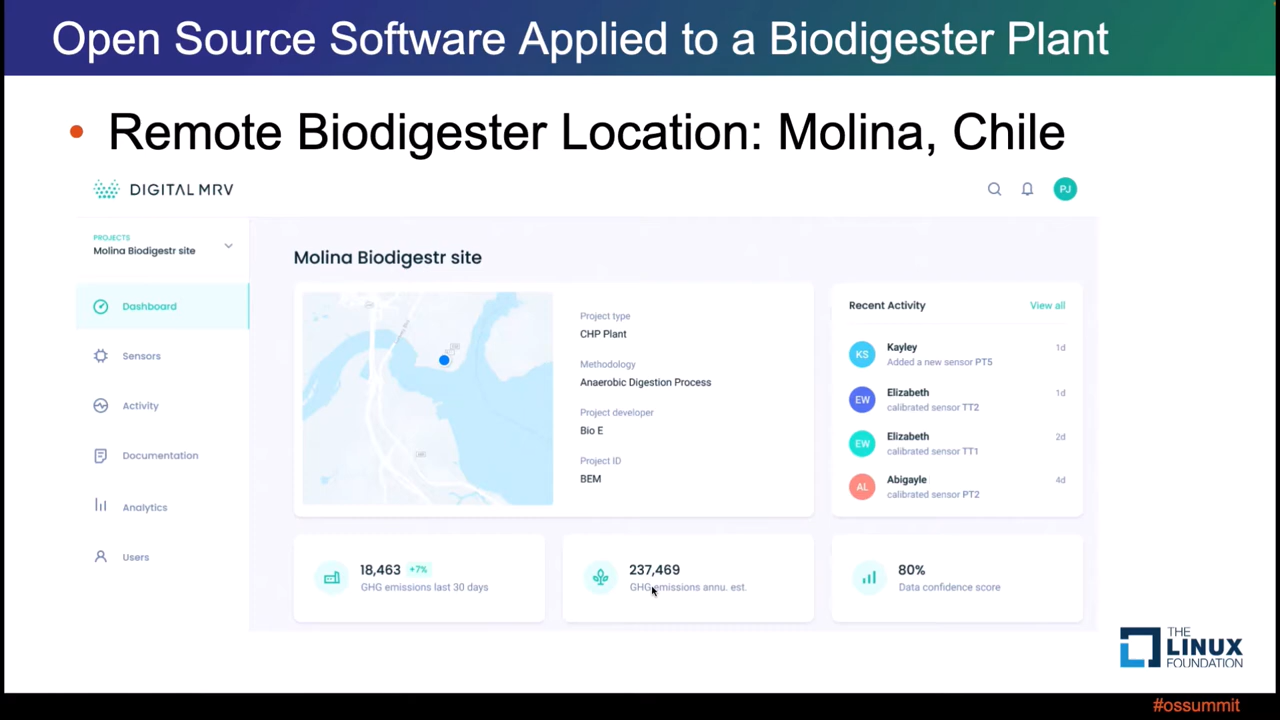 Open Source Software Applied to a Biodigester Plant
• Remote Biodigester Location: Molina, Chile
DIGITAL MRV
PJ
PROJECTS
Molina Biodigestr site
Dashboard
Sensors
Activity
Documentation
Analytics
Users
Molina Biodigestr site
Project type
CHP Plant
Methodology
Anaerobic Digestion Process
Project developer
Bio E
Project ID
BEM
Recent Activity
View all
KS
Kayley
1d
Added a new sensor PT5
EW
Elizabeth
1d
calibrated sensor TT2
EW
Elizabeth
2d
calibrated sensor TT1
AL
Abigayle
4d
calibrated sensor PT2
18,463 +7%
GHG emissions last 30 days
237,469
GHG emissions annu. est.
80%
Data confidence score
THE
LINUX
FOUNDATION
#ossummit